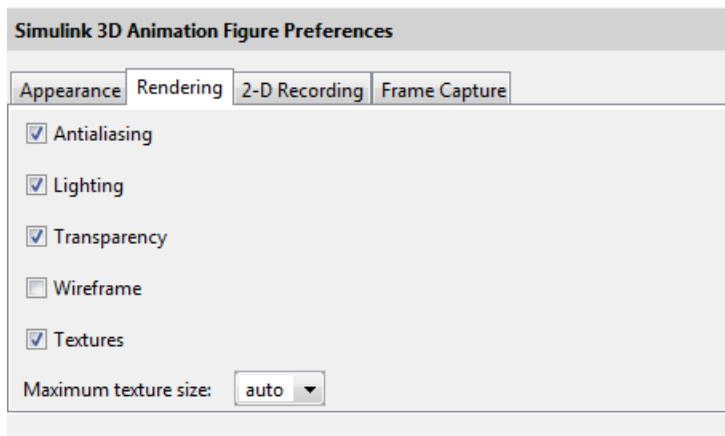 Simulink 3D Animation Figure Preferences
Appearance Rendering 2-D Recording Frame Capture
Antialiasing
Lighting
Transparency
Wireframe
Textures
Maximum texture size: auto